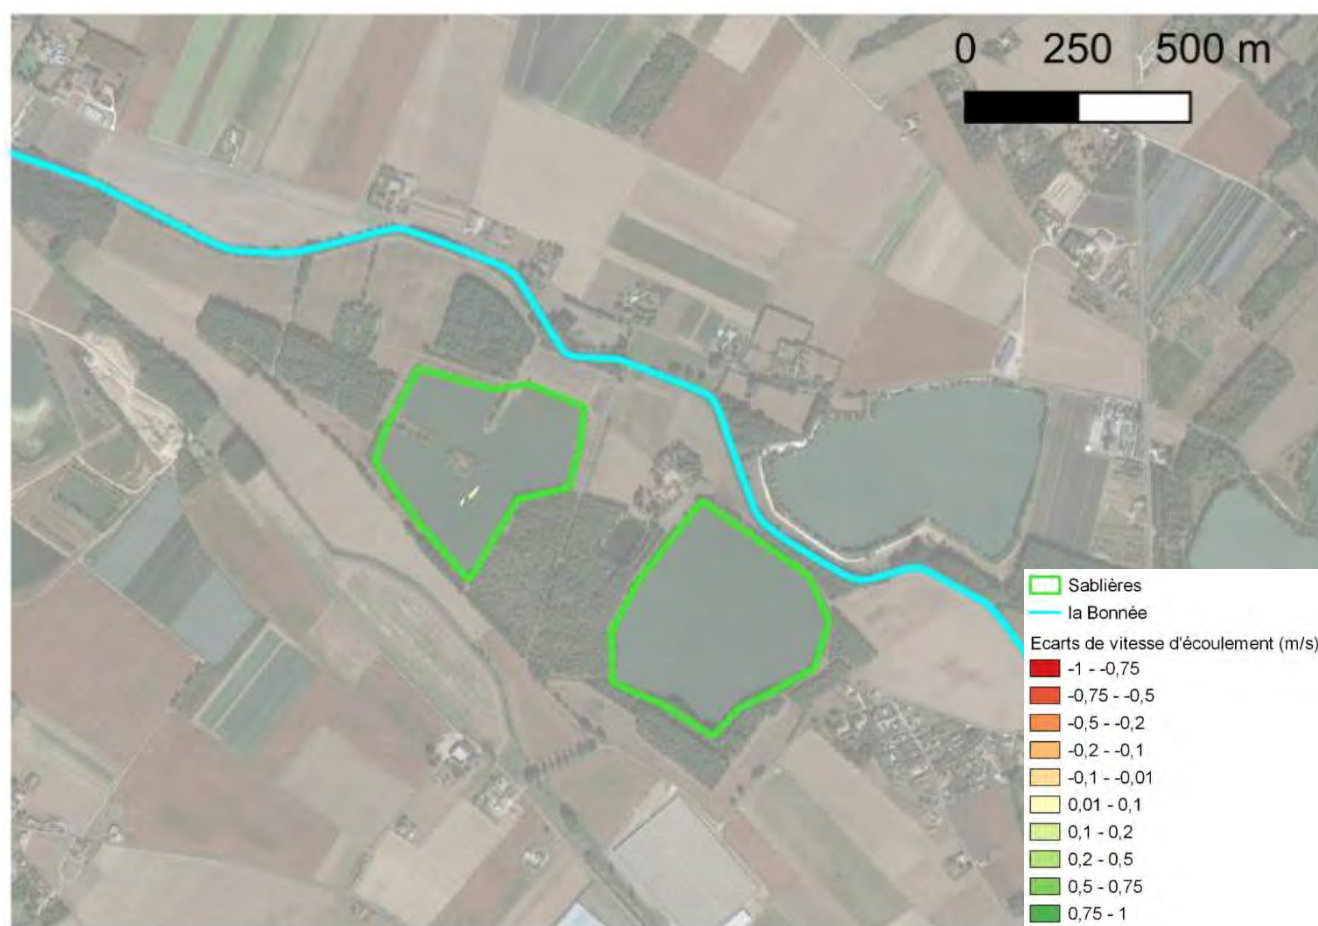 0 250 500 m
Sablières
la Bonnée
Ecarts de vitesse d'écoulement (m/s)
-1 - -0,75
-0,75 - -0,5
-0,5 - -0,2
-0,2 - -0,1
-0,1 - -0,01
0,01 - 0,1
0,1 - 0,2
0,2 - 0,5
0,5 - 0,75
0,75 - 1